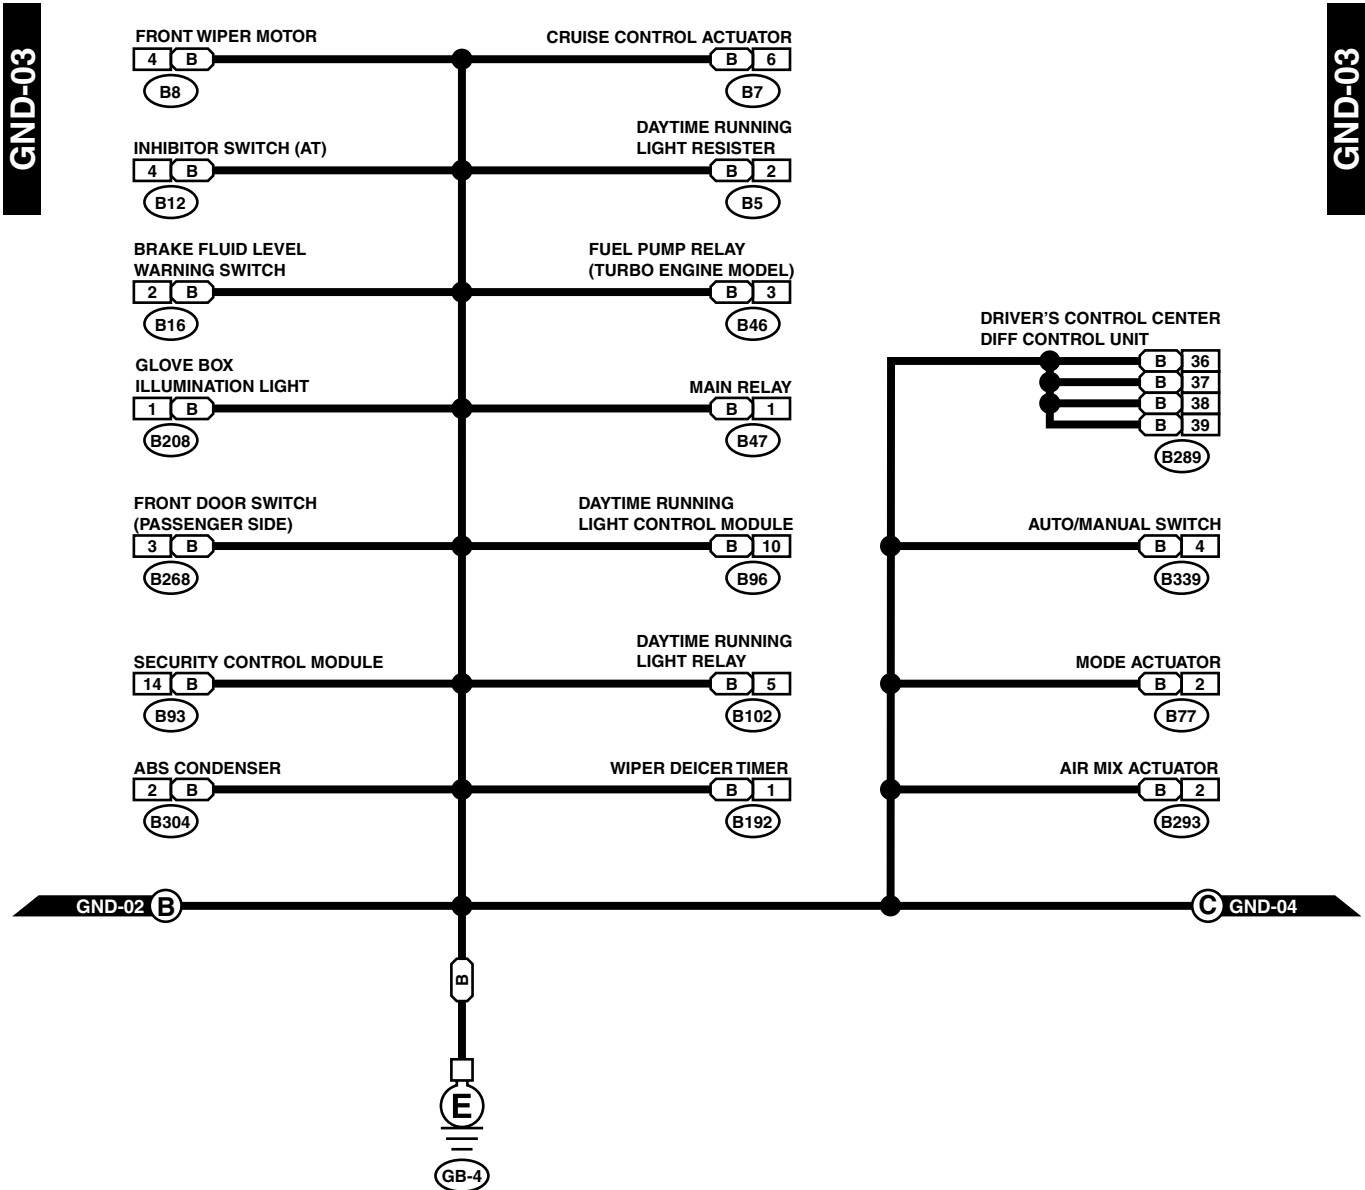 GND-03
GND-03
FRONT WIPER MOTOR
4 B
B8
INHIBITOR SWITCH (AT)
4 B
B12
BRAKE FLUID LEVEL
WARNING SWITCH
2 B
B16
GLOVE BOX
ILLUMINATION LIGHT
1 B
B208
FRONT DOOR SWITCH
(PASSENGER SIDE)
3 B
B268
SECURITY CONTROL MODULE
14 B
B93
ABS CONDENSER
2 B
B304
CRUISE CONTROL ACTUATOR
B 6
B7
DAYTIME RUNNING
LIGHT RESISTER
B 2
B5
FUEL PUMP RELAY
(TURBO ENGINE MODEL)
B 3
B46
MAIN RELAY
B 1
B47
DAYTIME RUNNING
LIGHT CONTROL MODULE
B 10
B96
DAYTIME RUNNING
LIGHT RELAY
B 5
B102
WIPER DEICER TIMER
B 1
B192
DRIVER'S CONTROL CENTER
DIFF CONTROL UNIT
B 36
B 37
B 38
B 39
B289
AUTO/MANUAL SWITCH
B 4
B339
MODE ACTUATOR
B 2
B77
AIR MIX ACTUATOR
B 2
B293
GND-02 B
C GND-04
B
E
GB-4